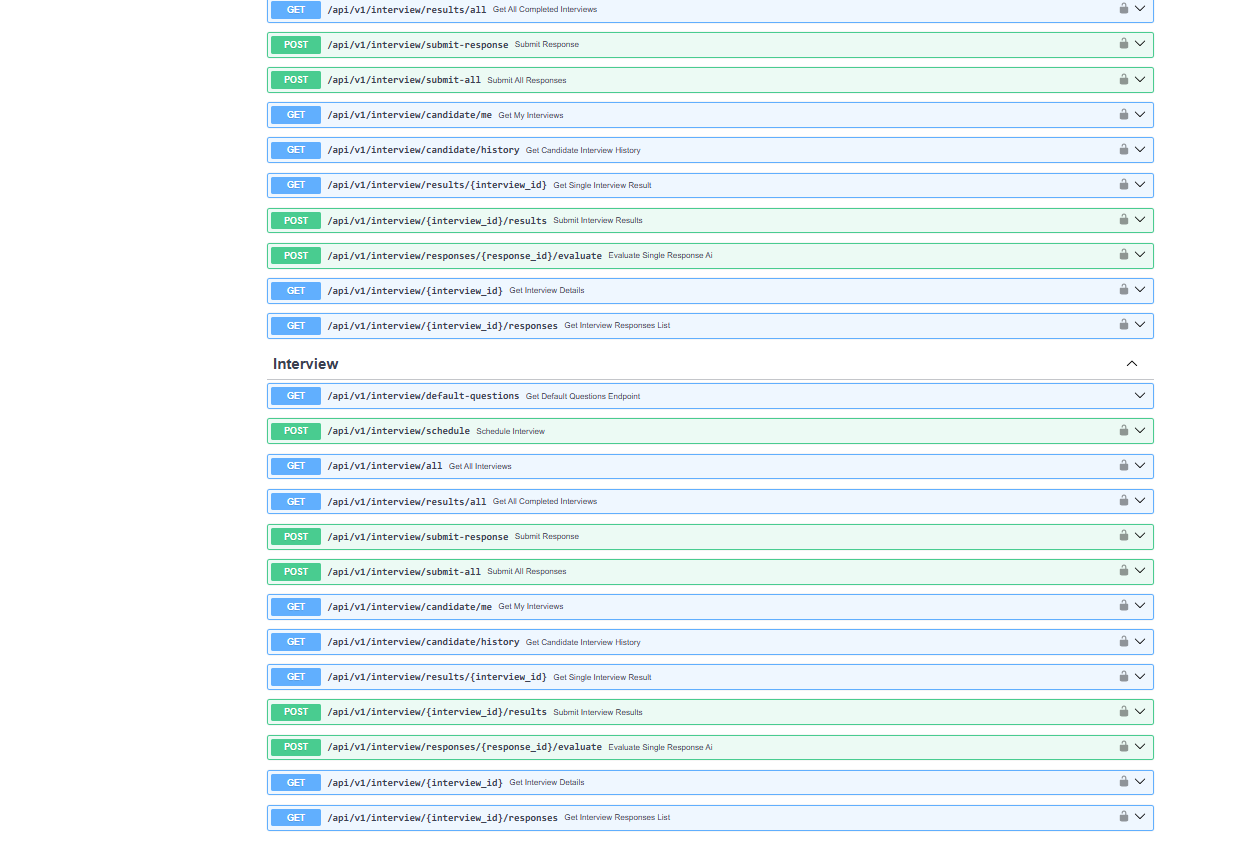 GET /api/v1/interview/results/all Get All Completed Interviews
POST /api/v1/interview/submit-response Submit Response
POST /api/v1/interview/submit-all Submit All Responses
GET /api/v1/interview/candidate/me Get My Interviews
GET /api/v1/interview/candidate/history Get Candidate Interview History
GET /api/v1/interview/results/{interview_id} Get Single Interview Result
POST /api/v1/interview/{interview_id}/results Submit Interview Results
POST /api/v1/interview/responses/{response_id}/evaluate Evaluate Single Response Ai
GET /api/v1/interview/{interview_id} Get Interview Details
GET /api/v1/interview/{interview_id}/responses Get Interview Responses List
Interview
GET /api/v1/interview/default-questions Get Default Questions Endpoint
POST /api/v1/interview/schedule Schedule Interview
GET /api/v1/interview/all Get All Interviews
GET /api/v1/interview/results/all Get All Completed Interviews
POST /api/v1/interview/submit-response Submit Response
POST /api/v1/interview/submit-all Submit All Responses
GET /api/v1/interview/candidate/me Get My Interviews
GET /api/v1/interview/candidate/history Get Candidate Interview History
GET /api/v1/interview/results/{interview_id} Get Single Interview Result
POST /api/v1/interview/{interview_id}/results Submit Interview Results
POST /api/v1/interview/responses/{response_id}/evaluate Evaluate Single Response Ai
GET /api/v1/interview/{interview_id} Get Interview Details
GET /api/v1/interview/{interview_id}/responses Get Interview Responses List